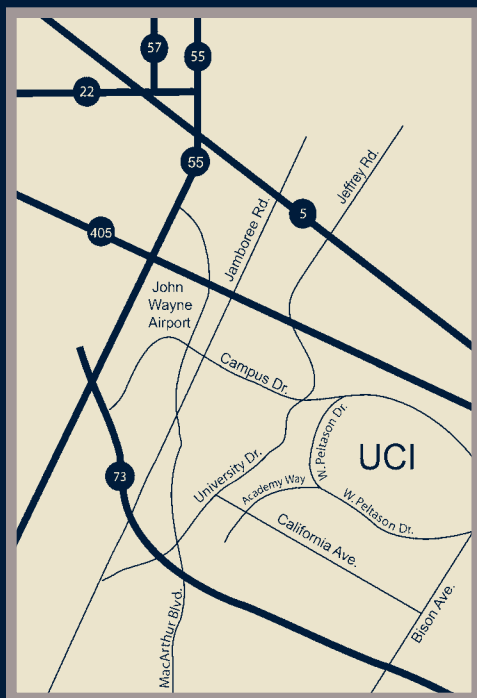 57
55
22
55
Jeffrey Rd.
Jamboree Rd.
5
405
John
Wayne
Airport
Campus Dr.
W. Peltason Dr.
UCI
University Dr.
73
Academy Way
W. Peltason Dr.
California Ave.
Bison Ave.
MacArthur Blvd.